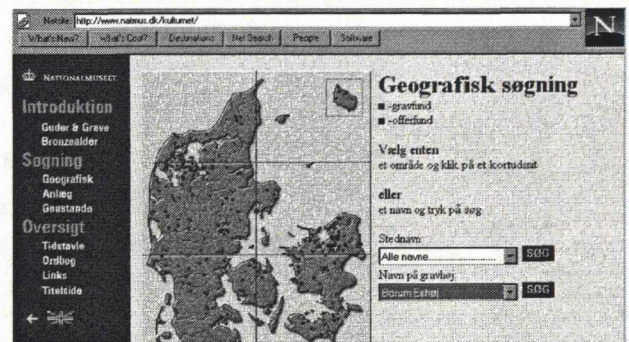 Netsite: http://www.natmus.dk/kulturnet/
N
What's New? What's Cool? Destinations Net Search People Software
NATIONALMUSEET
Introduktion
Guder & Grave
Bronzealder
Søgning
Geografisk
Anlæg
Genstande
Oversigt
Tidstavle
Ordbog
Links
Titelside
Geografisk søgning
-gravfund
-offerfund
Vælg enten
et område og klik på et kortudsnit
eller
et navn og tryk på søg
Stednavn
Alle navne.......................... SØG
Navn på gravhøj
Borum Eshøj SØG